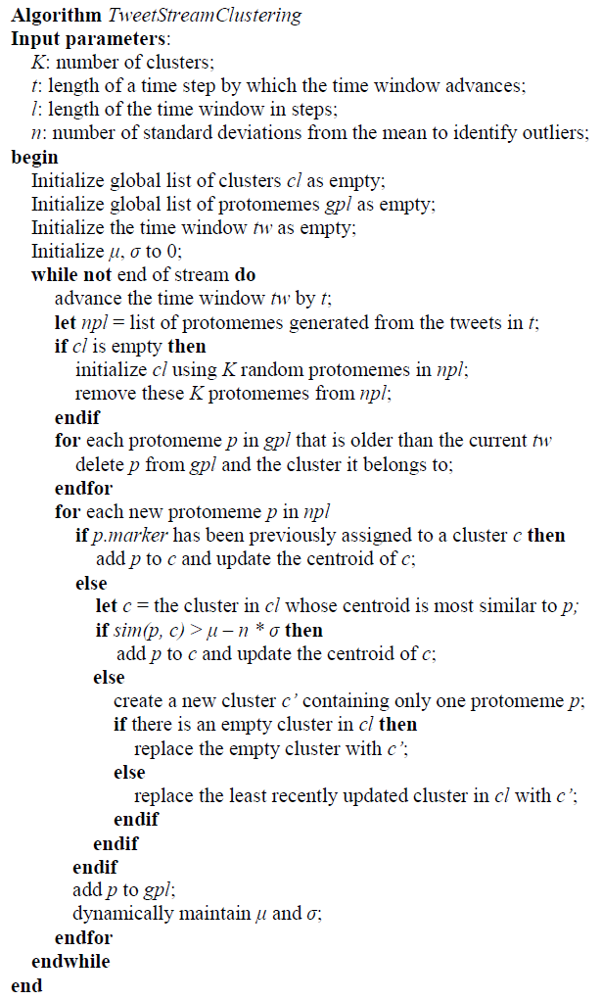 Algorithm TweetStreamClustering
Input parameters:
K: number of clusters;
t: length of a time step by which the time window advances;
l: length of the time window in steps;
n: number of standard deviations from the mean to identify outliers;
begin
Initialize global list of clusters cl as empty;
Initialize global list of protomemes gpl as empty;
Initialize the time window tw as empty;
Initialize μ, σ to 0;
while not end of stream do
advance the time window tw by t;
let npl = list of protomemes generated from the tweets in t;
if cl is empty then
initialize cl using K random protomemes in npl;
remove these K protomemes from npl;
endif
for each protomeme p in gpl that is older than the current tw
delete p from gpl and the cluster it belongs to;
endfor
for each new protomeme p in npl
if p.marker has been previously assigned to a cluster c then
add p to c and update the centroid of c;
else
let c = the cluster in cl whose centroid is most similar to p;
if sim(p, c) > μ – n * σ then
add p to c and update the centroid of c;
else
create a new cluster c’ containing only one protomeme p;
if there is an empty cluster in cl then
replace the empty cluster with c’;
else
replace the least recently updated cluster in cl with c’;
endif
endif
endif
add p to gpl;
dynamically maintain μ and σ;
endfor
endwhile
end